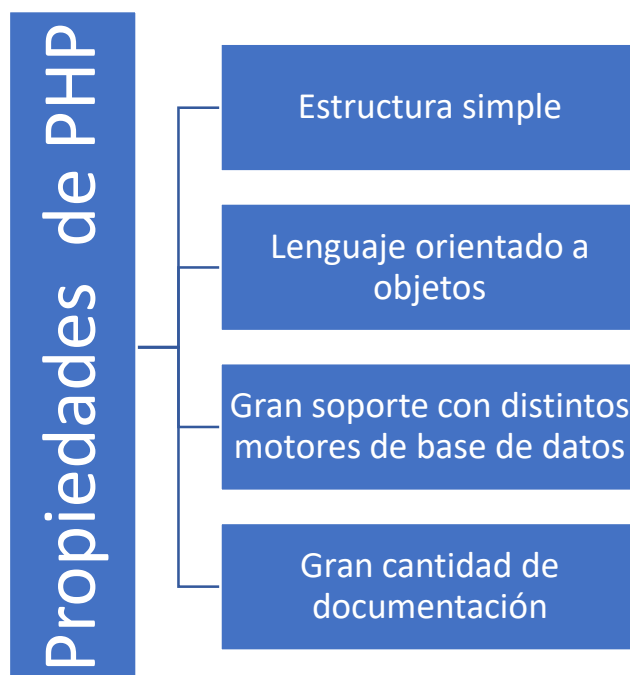 Propiedades de PHP
Estructura simple
Lenguaje orientado a
objetos
Gran soporte con distintos
motores de base de datos
Gran cantidad de
documentación